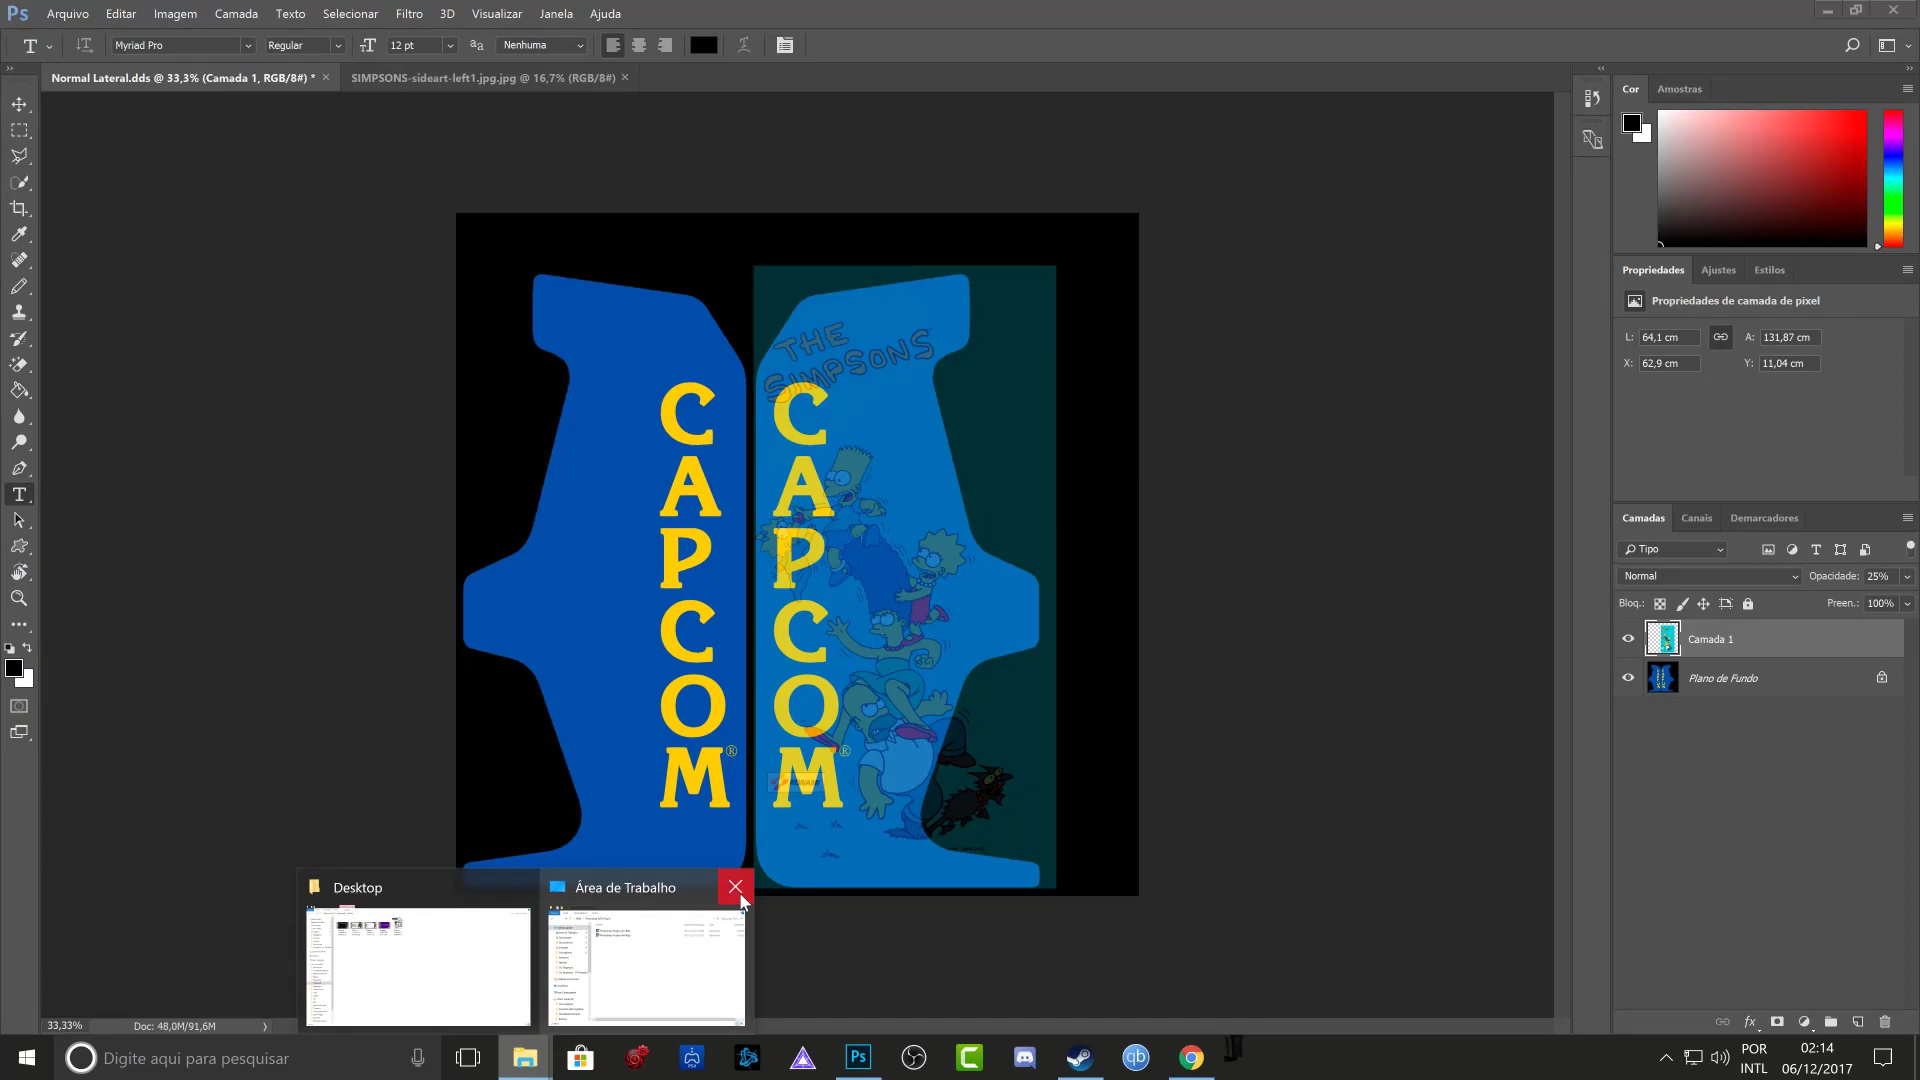 Ps Arquivo Editar Imagem Camada Texto Selecionar Filtro 3D Visualizar Janela Ajuda
T Myriad Pro Regular 12 pt Nenhuma
Normal Lateral.dds @ 33,3% (Camada 1, RGB/8#) * SIMPSONS-sideart-left1.jpg.jpg @ 16,7% (RGB/8#)
Cor Amostras
Propriedades Ajustes Estilos
Propriedades de camada de pixel
L: 64,1 cm A: 131,87 cm
X: 62,9 cm Y: 11,04 cm
THE
SIMPSONS
CAPCOM®
CAPCOM®
KONAMI
Camadas Canais Demarcadores
Tipo
Normal Opacidade: 25%
Bloq.: Preen.: 100%
Camada 1
Plano de Fundo
Desktop Área de Trabalho
33,33% Doc: 48,0M/91,6M
Digite aqui para pesquisar
PS4
Ps
qb
POR
INTL
02:14
06/12/2017